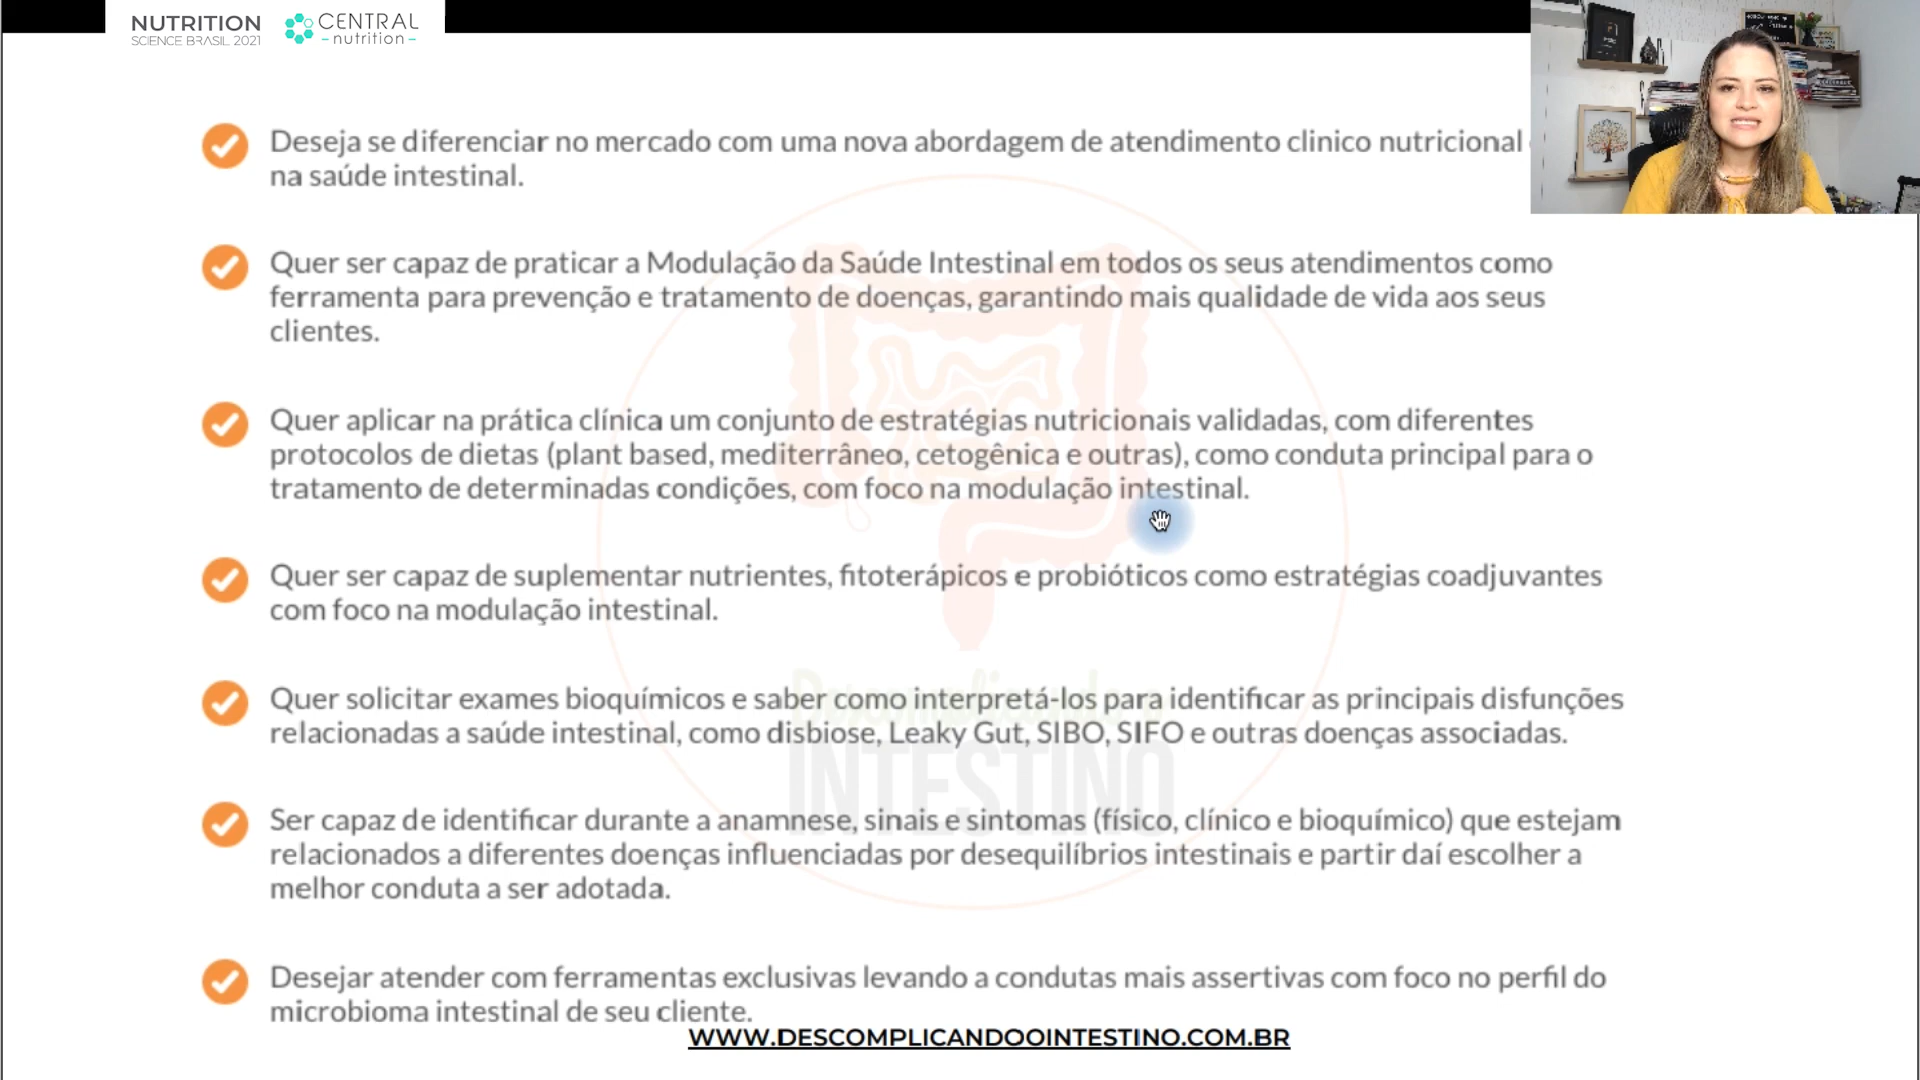 NUTRITION
SCIENCE BRASIL 2021
CENTRAL
nutrition
Deseja se diferenciar no mercado com uma nova abordagem de atendimento clinico nutricional
na saúde intestinal.
Quer ser capaz de praticar a Modulação da Saúde Intestinal em todos os seus atendimentos como
ferramenta para prevenção e tratamento de doenças, garantindo mais qualidade de vida aos seus
clientes.
Quer aplicar na prática clínica um conjunto de estratégias nutricionais validadas, com diferentes
protocolos de dietas (plant based, mediterrâneo, cetogênica e outras), como conduta principal para o
tratamento de determinadas condições, com foco na modulação intestinal.
Quer ser capaz de suplementar nutrientes, fitoterápicos e probióticos como estratégias coadjuvantes
com foco na modulação intestinal.
Quer solicitar exames bioquímicos e saber como interpretá-los para identificar as principais disfunções
relacionadas a saúde intestinal, como disbiose, Leaky Gut, SIBO, SIFO e outras doenças associadas.
Descomplicando o
INTESTINO
Ser capaz de identificar durante a anamnese, sinais e sintomas (físico, clínico e bioquímico) que estejam
relacionados a diferentes doenças influenciadas por desequilíbrios intestinais e partir daí escolher a
melhor conduta a ser adotada.
Desejar atender com ferramentas exclusivas levando a condutas mais assertivas com foco no perfil do
microbioma intestinal de seu cliente.
WWW.DESCOMPLICANDOOINTESTINO.COM.BR